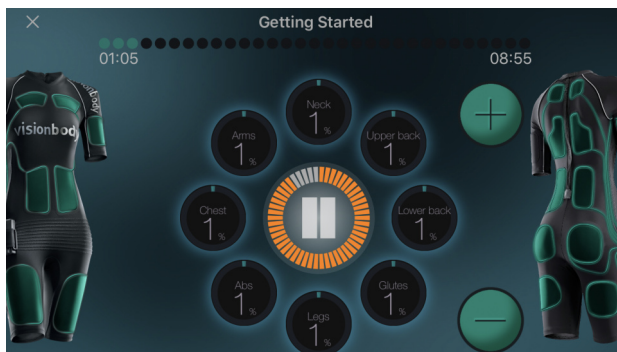 Getting Started
01:05
08:55
visionbody
Neck
1 %
Arms
1 %
Upper back
1 %
Chest
1 %
Lower back
1 %
Abs
1 %
Glutes
1 %
Legs
1 %